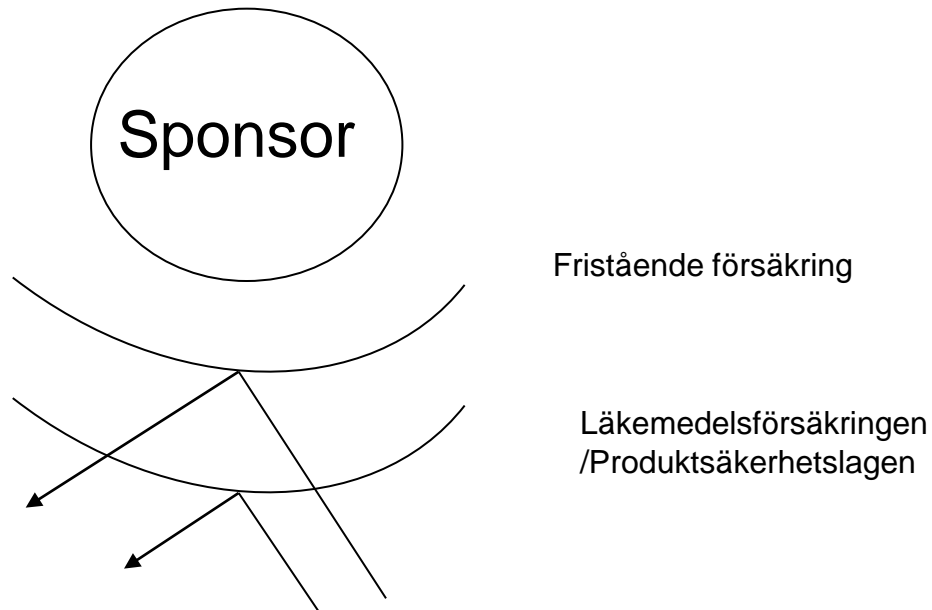 Sponsor
Fristående försäkring
Läkemedelsförsäkringen
/Produktsäkerhetslagen